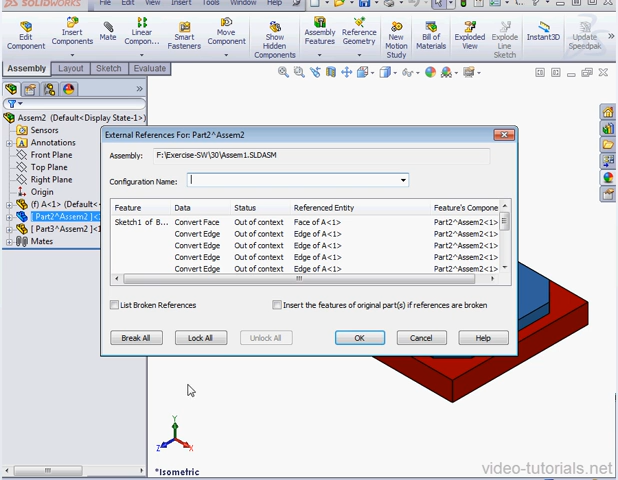 SOLIDWORKS File Edit View Insert Tools Window Help
Edit Component
Insert Components
Mate
Linear Compon...
Smart Fasteners
Move Component
Show Hidden Components
Assembly Features
Reference Geometry
New Motion Study
Bill of Materials
Exploded View
Explode Line Sketch
Instant3D
Update Speedpak
Assembly Layout Sketch Evaluate
Assem2 (Default<Display State-1>)
Sensors
Annotations
Front Plane
Top Plane
Right Plane
Origin
(f) A<1> (Default<
[ Part2^Assem2 ]<
[ Part3^Assem2 ]<1
Mates
External References For: Part2^Assem2
Assembly: F:\Exercise-SW\30\Assem1.SLDASM
Configuration Name:
Feature Data Status Referenced Entity Feature's Compone
Sketch1 of B... Convert Face Out of context Face of A<1> Part2^Assem2<1>
Convert Edge Out of context Edge of A<1> Part2^Assem2<1>
Convert Edge Out of context Edge of A<1> Part2^Assem2<1>
Convert Edge Out of context Edge of A<1> Part2^Assem2<1>
Convert Edge Out of context Edge of A<1> Part2^Assem2<1>
List Broken References Insert the features of original part(s) if references are broken
Break All Lock All Unlock All OK Cancel Help
Y
Z X
*Isometric
video-tutorials.net